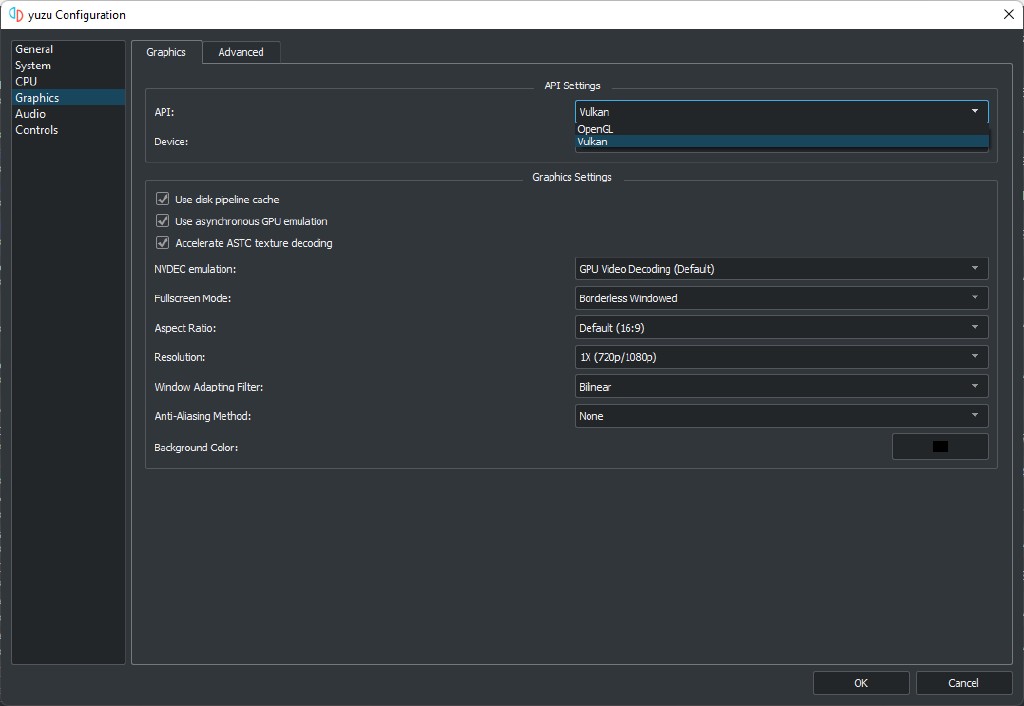 yuzu Configuration
General
System
CPU
Graphics
Audio
Controls
Graphics
Advanced
API Settings
API:
Vulkan
OpenGL
Vulkan
Device:
Graphics Settings
Use disk pipeline cache
Use asynchronous GPU emulation
Accelerate ASTC texture decoding
NVDEC emulation:
GPU Video Decoding (Default)
Fullscreen Mode:
Borderless Windowed
Aspect Ratio:
Default (16:9)
Resolution:
1X (720p/1080p)
Window Adapting Filter:
Bilinear
Anti-Aliasing Method:
None
Background Color:
OK
Cancel